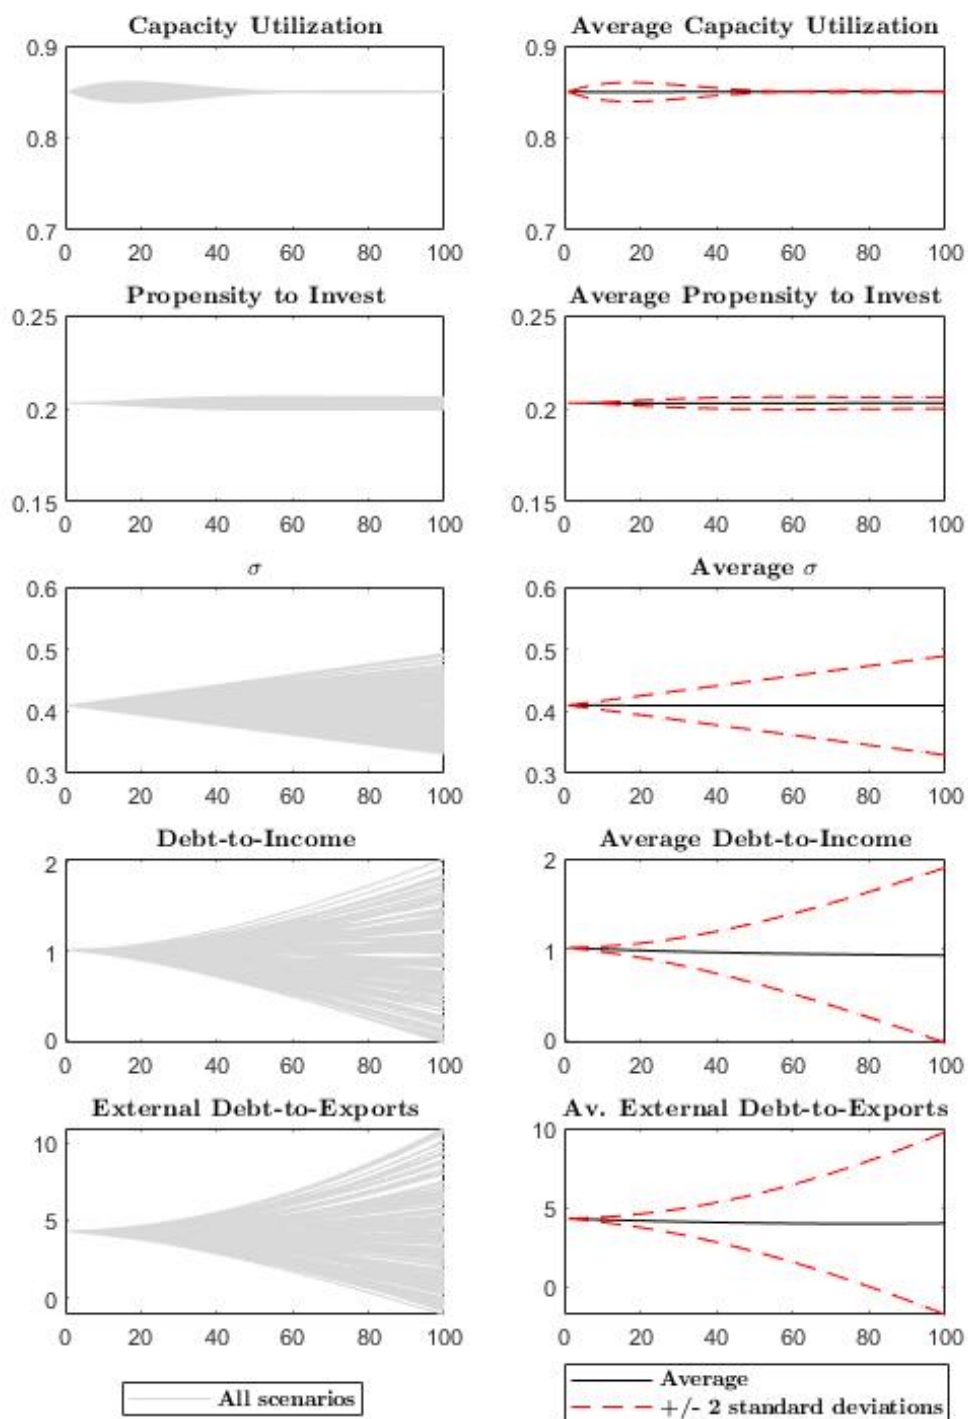 Capacity Utilization
0.9
0.8
0.7
0 20 40 60 80 100
Average Capacity Utilization
0.9
0.8
0.7
0 20 40 60 80 100
Propensity to Invest
0.25
0.2
0.15
0 20 40 60 80 100
Average Propensity to Invest
0.25
0.2
0.15
0 20 40 60 80 100
σ
0.6
0.5
0.4
0.3
0 20 40 60 80 100
Average σ
0.6
0.5
0.4
0.3
0 20 40 60 80 100
Debt-to-Income
2
1
0
0 20 40 60 80 100
Average Debt-to-Income
2
1
0
0 20 40 60 80 100
External Debt-to-Exports
10
5
0
0 20 40 60 80 100
Av. External Debt-to-Exports
10
5
0
0 20 40 60 80 100
All scenarios
Average
+/- 2 standard deviations